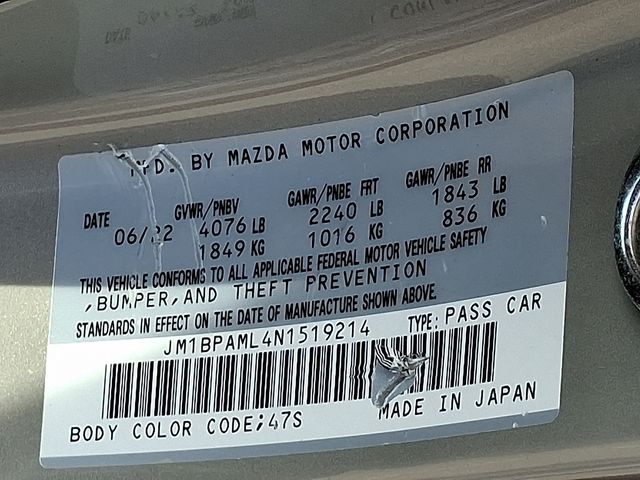 MFD. BY MAZDA MOTOR CORPORATION
DATE GVWR/PNBV GAWR/PNBE FRT GAWR/PNBE RR
06/22 4076 LB 2240 LB 1843 LB
1849 KG 1016 KG 836 KG
THIS VEHICLE CONFORMS TO ALL APPLICABLE FEDERAL MOTOR VEHICLE SAFETY
,BUMPER,AND THEFT PREVENTION
STANDARDS IN EFFECT ON THE DATE OF MANUFACTURE SHOWN ABOVE.
JM1BPAML4N1519214 TYPE: PASS CAR
BODY COLOR CODE;47S MADE IN JAPAN